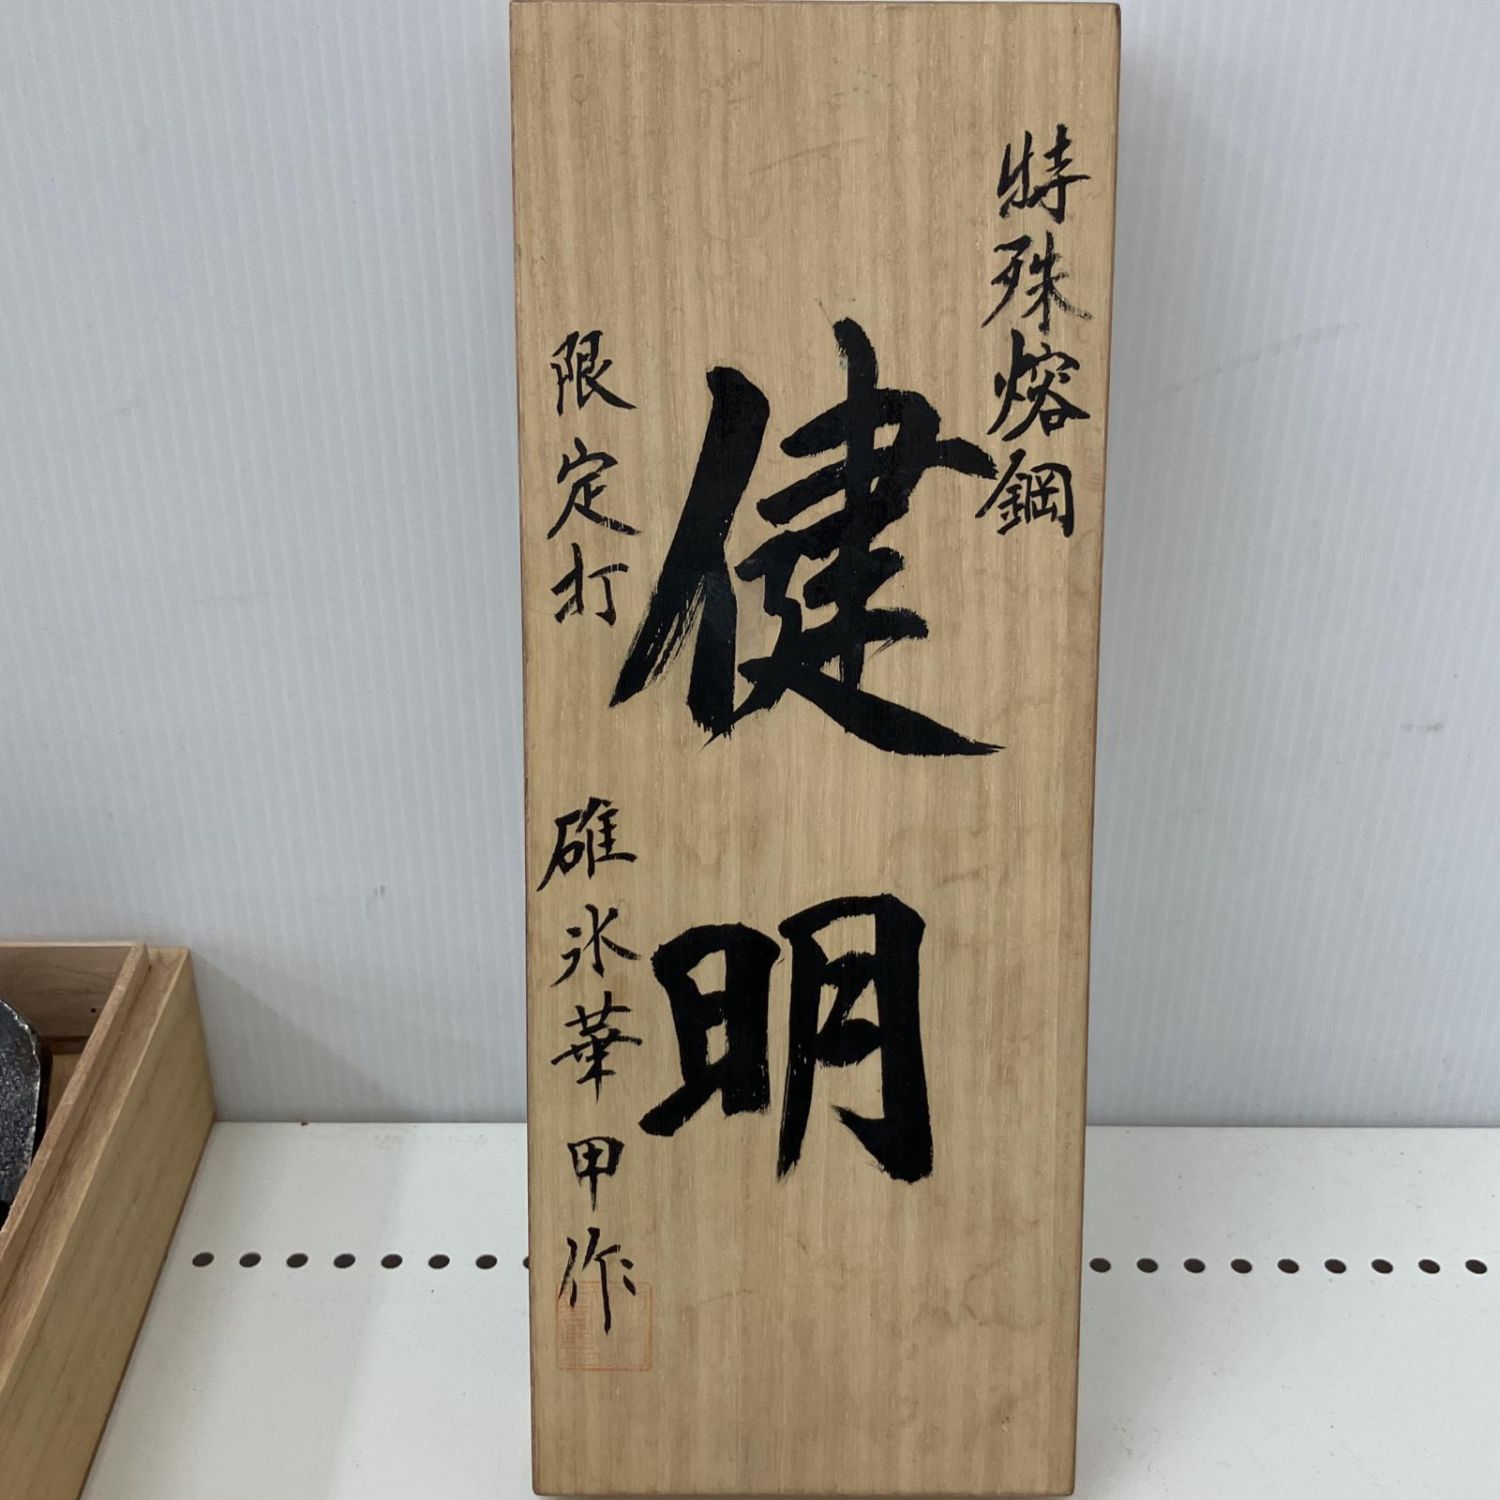 特殊熔鋼
健明
限定打 碓氷華甲作